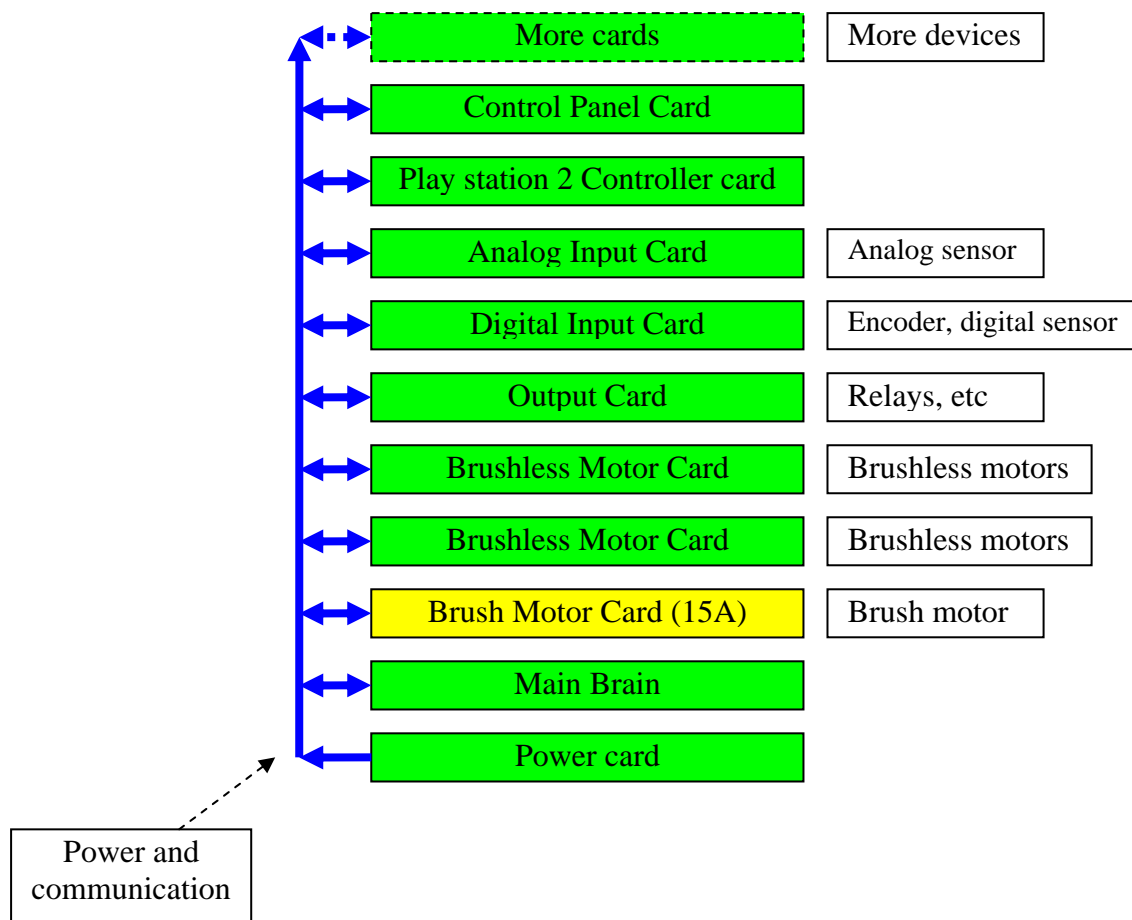 More cards
More devices
Control Panel Card
Play station 2 Controller card
Analog Input Card
Analog sensor
Digital Input Card
Encoder, digital sensor
Output Card
Relays, etc
Brushless Motor Card
Brushless motors
Brushless Motor Card
Brushless motors
Brush Motor Card (15A)
Brush motor
Main Brain
Power card
Power and
communication